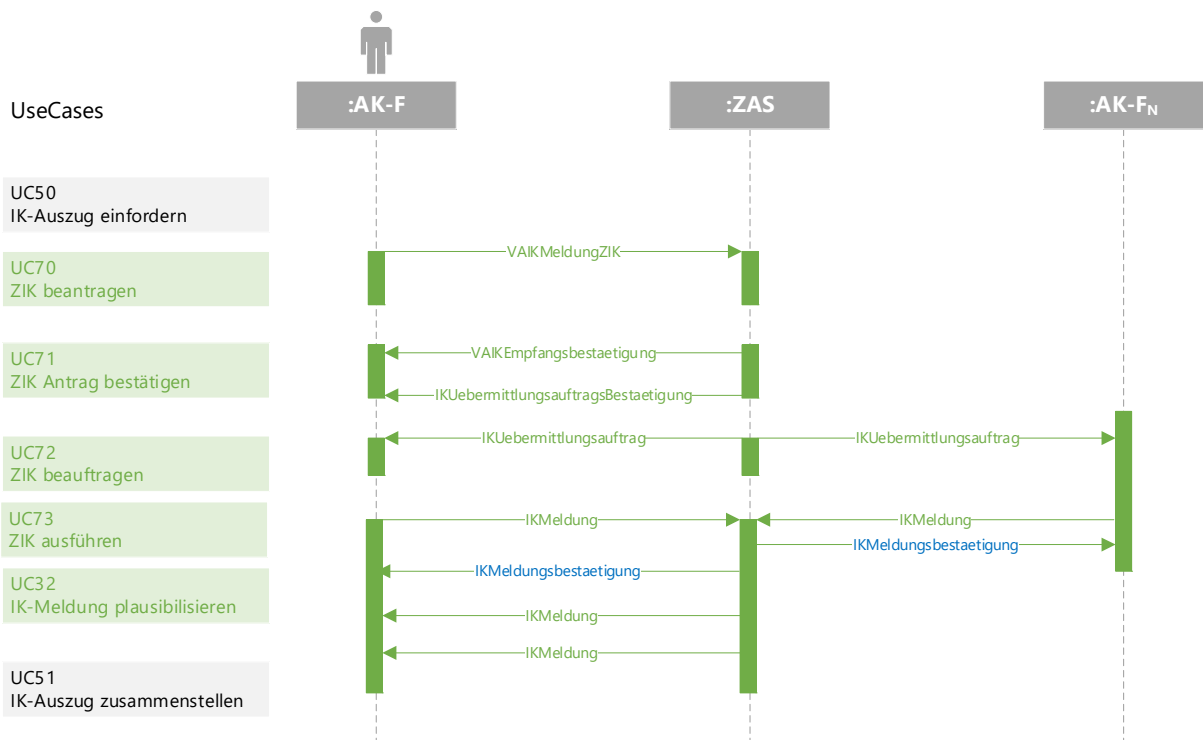 :AK-F
:ZAS
:AK-FN
UseCases
UC50
IK-Auszug einfordern
VAIKMeldungZIK
UC70
ZIK beantragen
VAIKEmpfangsbestaetigung
UC71
ZIK Antrag bestätigen
IKUebermittlungsauftragsBestaetigung
IKUebermittlungsauftrag
IKUebermittlungsauftrag
UC72
ZIK beauftragen
IKMeldung
IKMeldung
UC73
ZIK ausführen
IKMeldungsbestaetigung
IKMeldungsbestaetigung
UC32
IK-Meldung plausibilisieren
IKMeldung
IKMeldung
UC51
IK-Auszug zusammenstellen